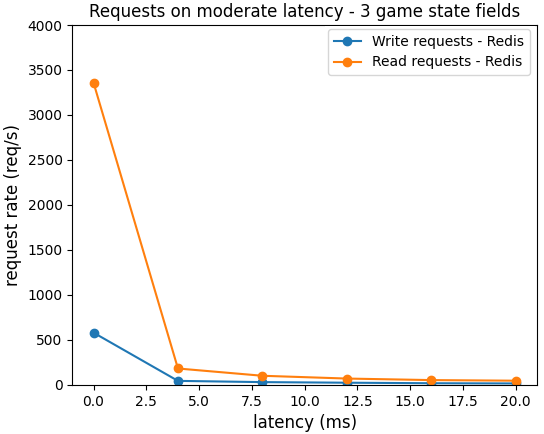 Requests on moderate latency - 3 game state fields
Write requests - Redis
Read requests - Redis
request rate (req/s)
4000
3500
3000
2500
2000
1500
1000
500
0
0.0 2.5 5.0 7.5 10.0 12.5 15.0 17.5 20.0
latency (ms)